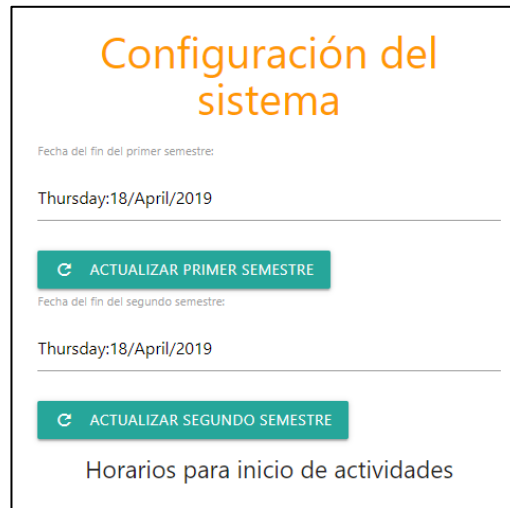 Configuración del
sistema
Fecha del fin del primer semestre:
Thursday:18/April/2019
ACTUALIZAR PRIMER SEMESTRE
Fecha del fin del segundo semestre:
Thursday:18/April/2019
ACTUALIZAR SEGUNDO SEMESTRE
Horarios para inicio de actividades